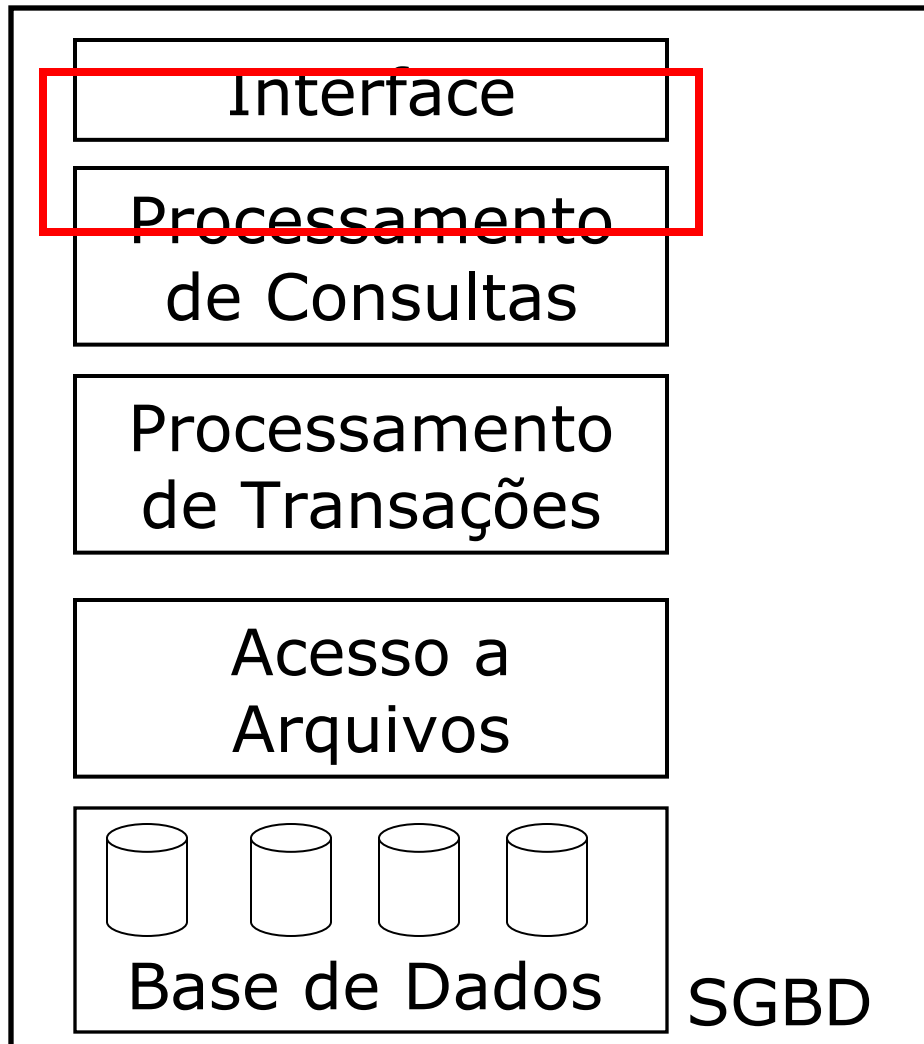 Interface
Processamento
de Consultas
Processamento
de Transações
Acesso a
Arquivos
Base de Dados
SGBD